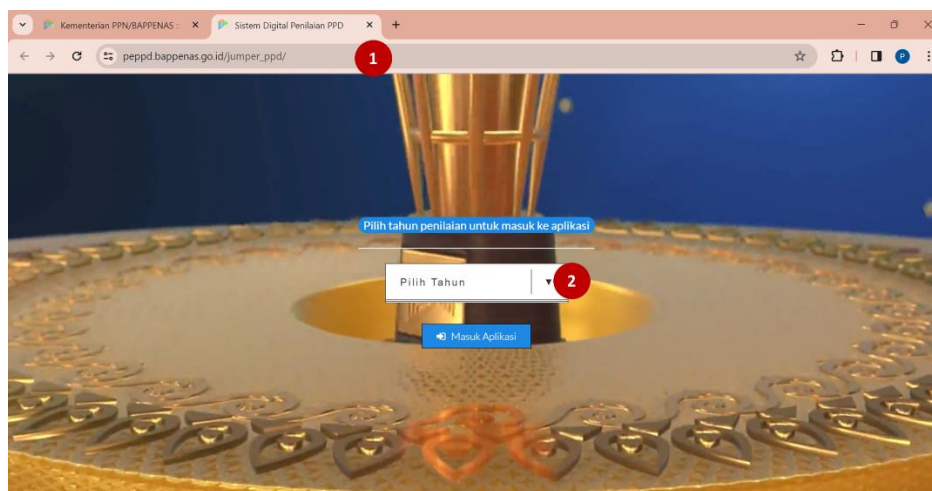 Kementerian PPN/BAPPENAS ::
Sistem Digital Penilaian PPD
peppd.bappenas.go.id/jumper_ppd/
1
P
Pilih tahun penilaian untuk masuk ke aplikasi
Pilih Tahun
2
Masuk Aplikasi